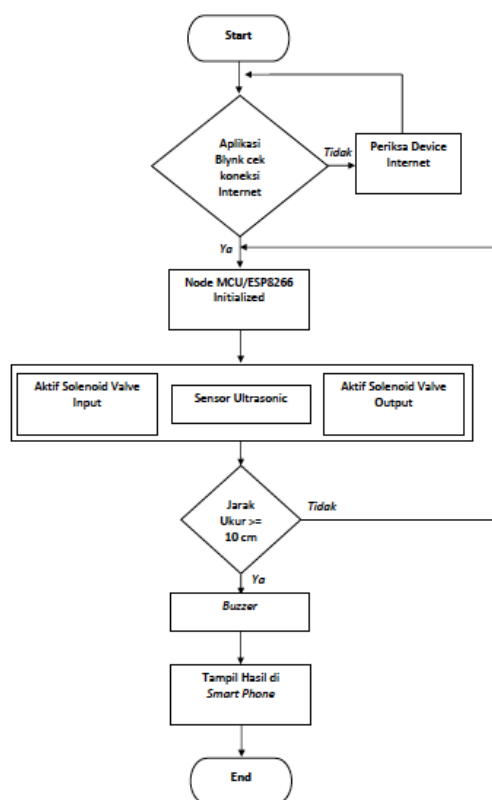 Start
Aplikasi
Blynk cek
koneksi
Internet
Tidak
Periksa Device
Internet
Ya
Node MCU/ESP8266
Initialized
Aktif Solenoid Valve
Input
Sensor Ultrasonic
Aktif Solenoid Valve
Output
Jarak
Ukur >=
10 cm
Tidak
Ya
Buzzer
Tampil Hasil di
Smart Phone
End